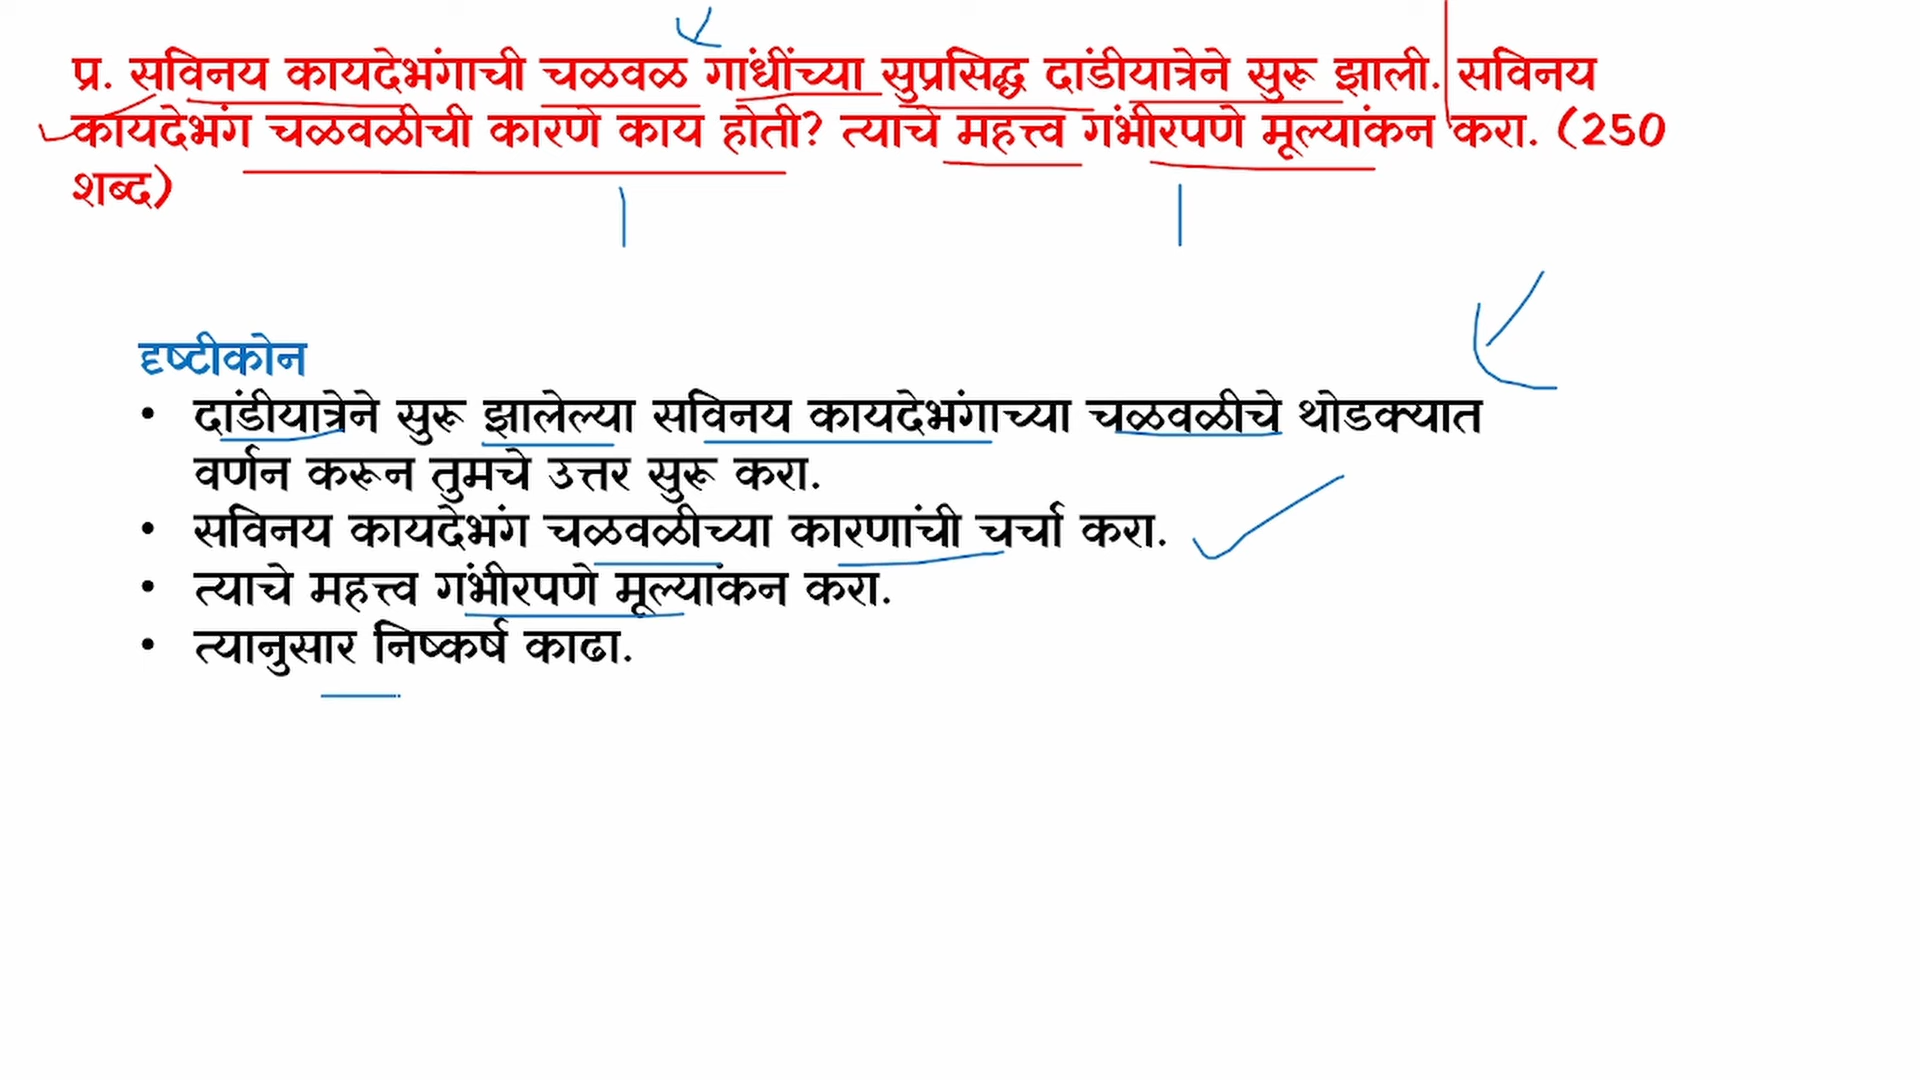 प्र. सविनय कायदेभंगाची चळवळ गांधींच्या सुप्रसिद्ध दांडीयात्रेने सुरू झाली. सविनय
कायदेभंग चळवळीची कारणे काय होती? त्याचे महत्त्व गंभीरपणे मूल्यांकन करा. (250
शब्द)
दृष्टीकोन
• दांडीयात्रेने सुरू झालेल्या सविनय कायदेभंगाच्या चळवळीचे थोडक्यात
वर्णन करून तुमचे उत्तर सुरू करा.
• सविनय कायदेभंग चळवळीच्या कारणांची चर्चा करा.
• त्याचे महत्त्व गंभीरपणे मूल्यांकन करा.
• त्यानुसार निष्कर्ष काढा.